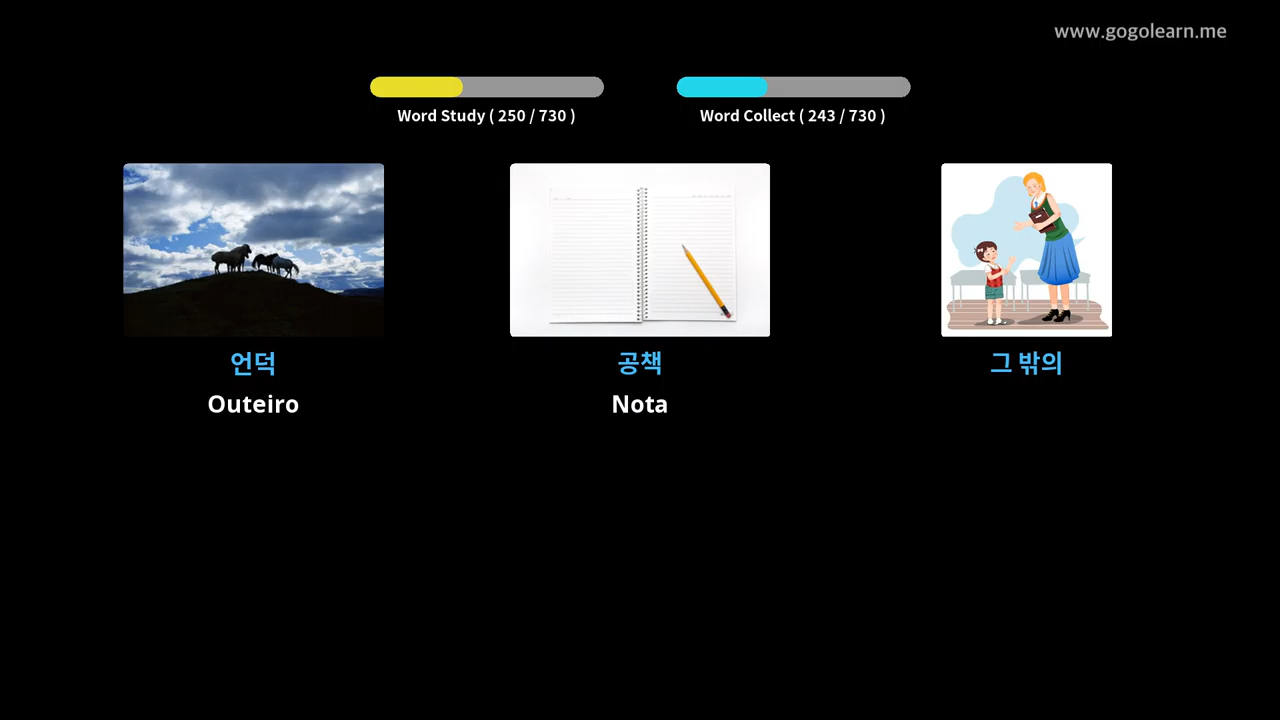 www.gogolearn.me
Word Study ( 250 / 730 )
Word Collect ( 243 / 730 )
언덕
공책
그 밖의
Outeiro
Nota